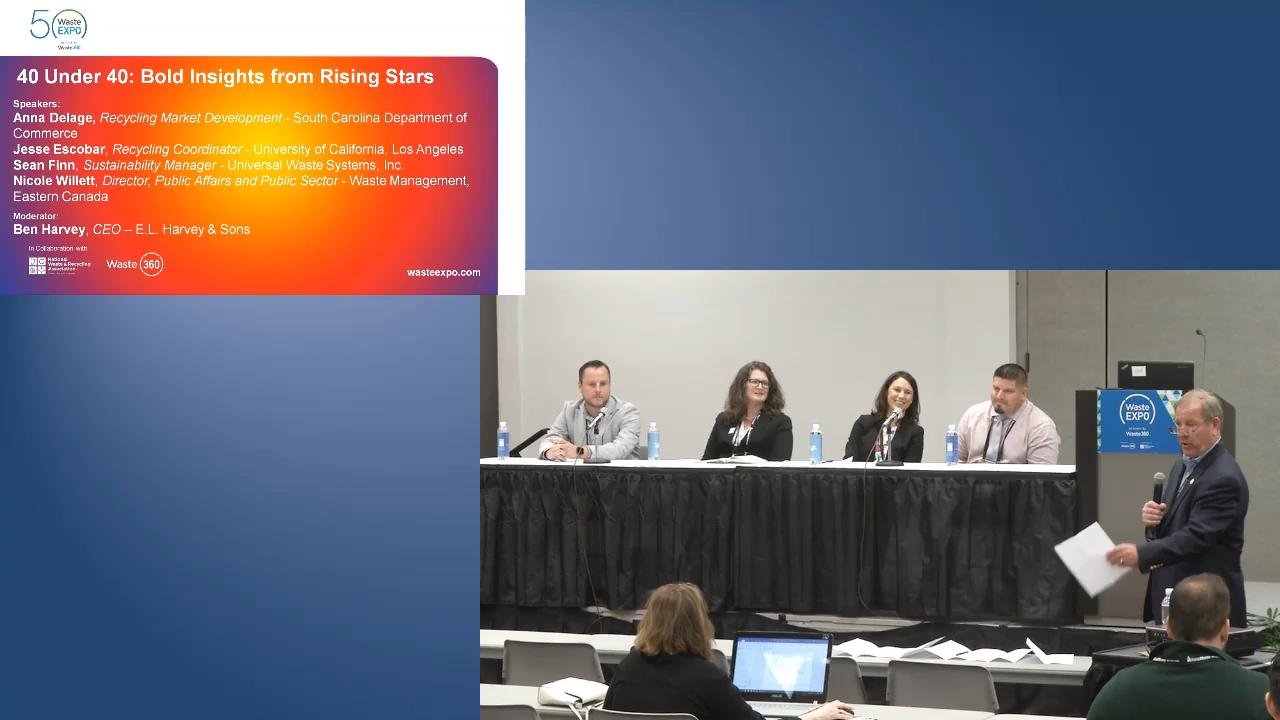 50 Waste
EXPO
Waste360
40 Under 40: Bold Insights from Rising Stars
Speakers:
Anna Delage, Recycling Market Development - South Carolina Department of
Commerce
Jesse Escobar, Recycling Coordinator - University of California, Los Angeles
Sean Finn, Sustainability Manager - Universal Waste Systems, Inc.
Nicole Willett, Director, Public Affairs and Public Sector - Waste Management,
Eastern Canada
Moderator:
Ben Harvey, CEO – E.L. Harvey & Sons
In Collaboration with
National
Waste & Recycling
Association
Waste 360
wasteexpo.com
Waste
EXPO
Waste360
ASUS